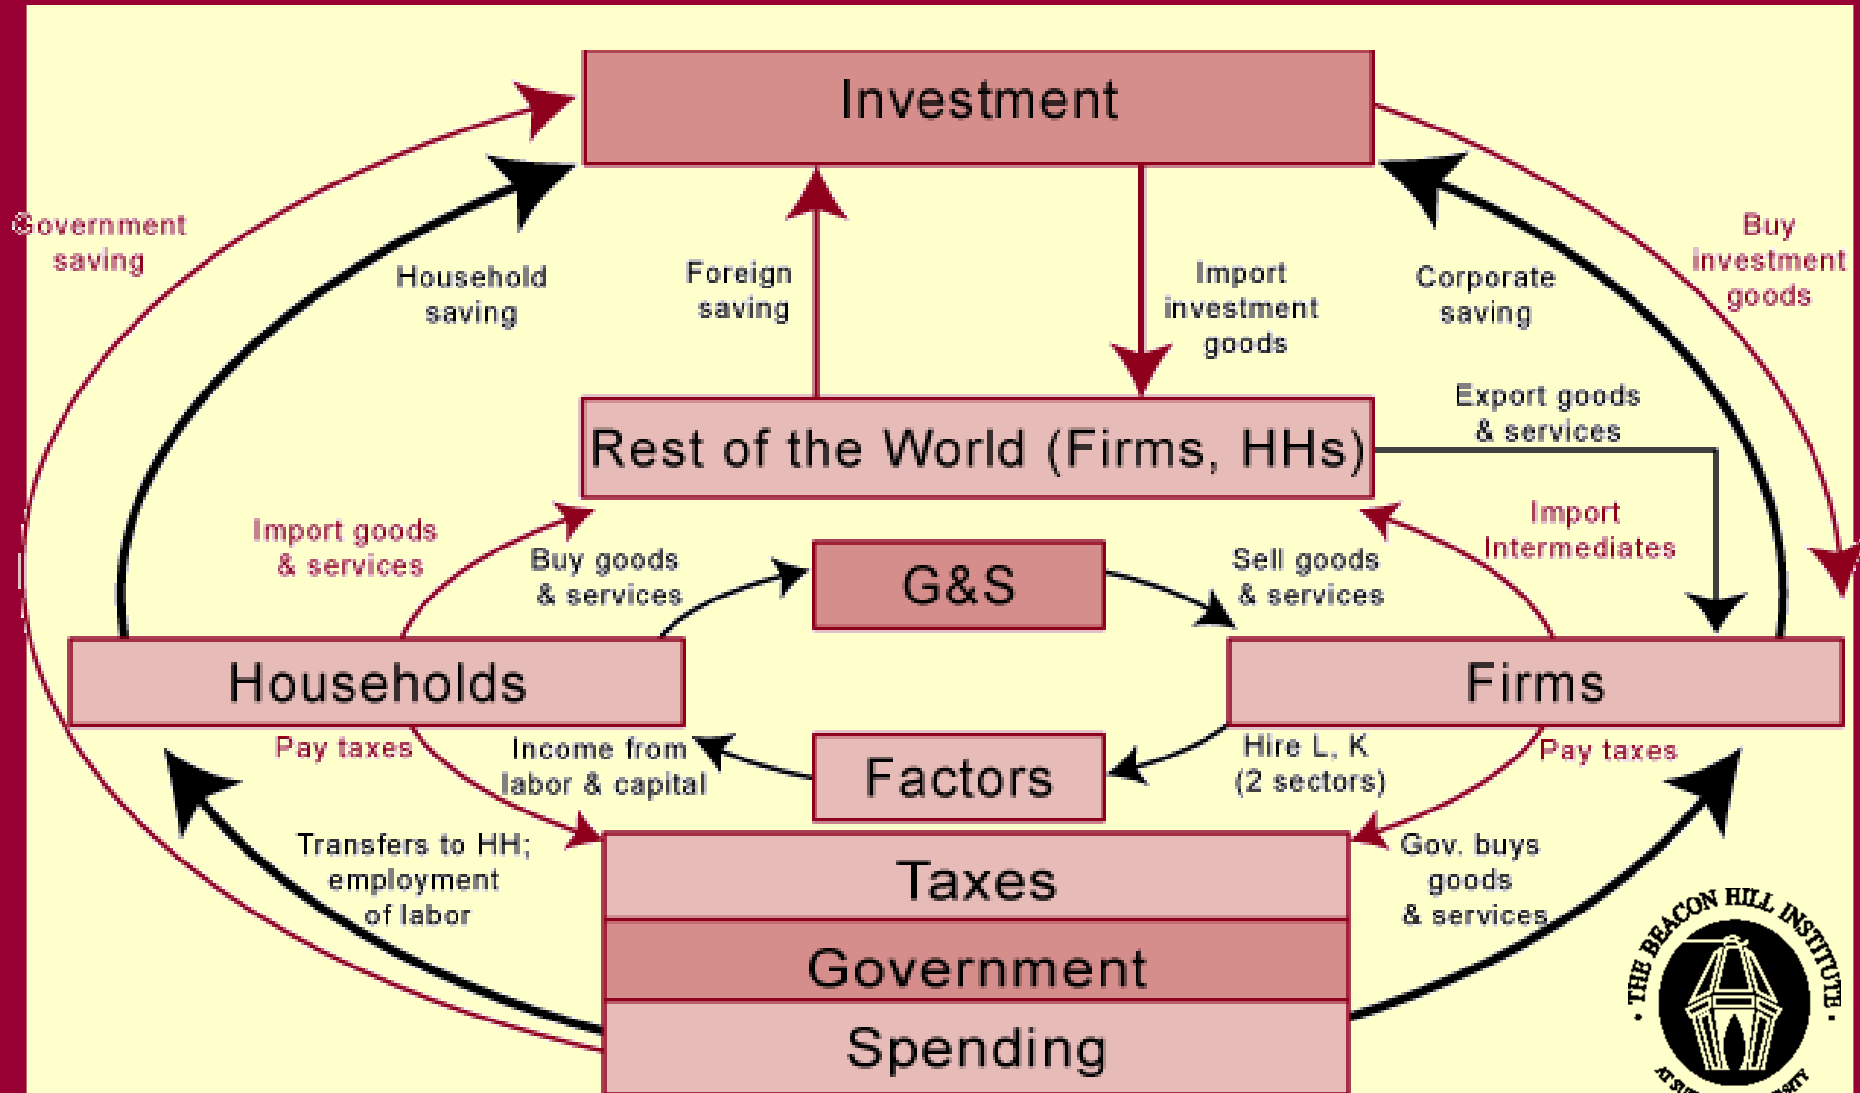 Investment
Government
saving
Household
saving
Foreign
saving
Import
investment
goods
Corporate
saving
Buy
investment
goods
Export goods
& services
Rest of the World (Firms, HHs)
Import goods
& services
Buy goods
& services
G&S
Sell goods
& services
Import
Intermediates
Households
Firms
Pay taxes
Income from
labor & capital
Factors
Hire L, K
(2 sectors)
Pay taxes
Transfers to HH;
employment
of labor
Taxes
Gov. buys
goods
& services
Government
Spending
THE BEACON HILL INSTITUTE
AT